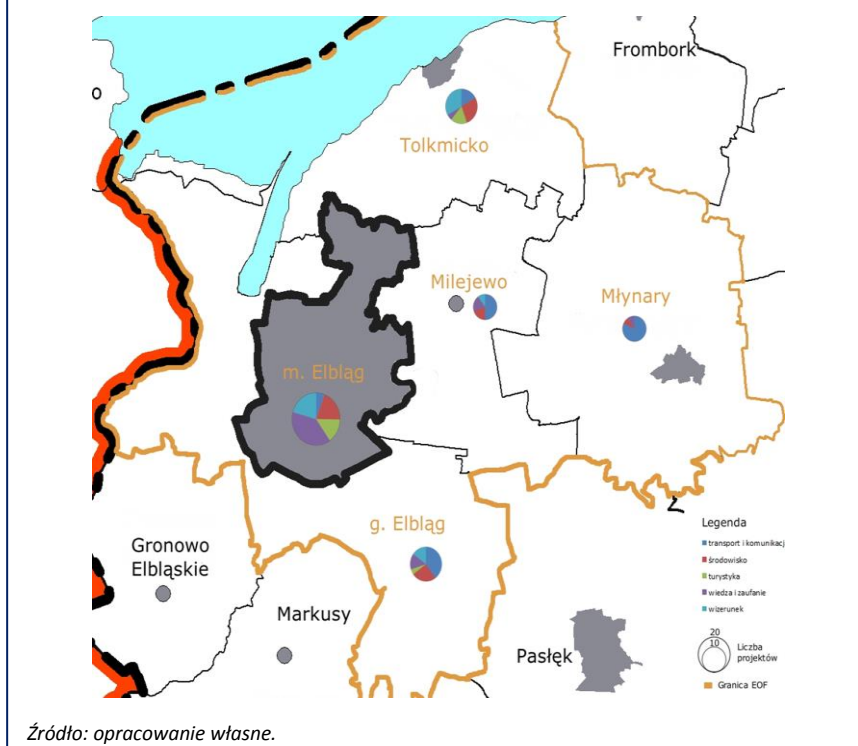 Frombork
o
Tolkmicko
Milejewo
Młynary
m. Elbląg
g. Elbląg
Gronowo
Elbląskie
Markusy
Pasłęk
Legenda
transport i komunikacj
środowisko
turystyka
wiedza i zaufanie
wizerunek
20
10
Liczba
projektów
Granica EOF
Źródło: opracowanie własne.